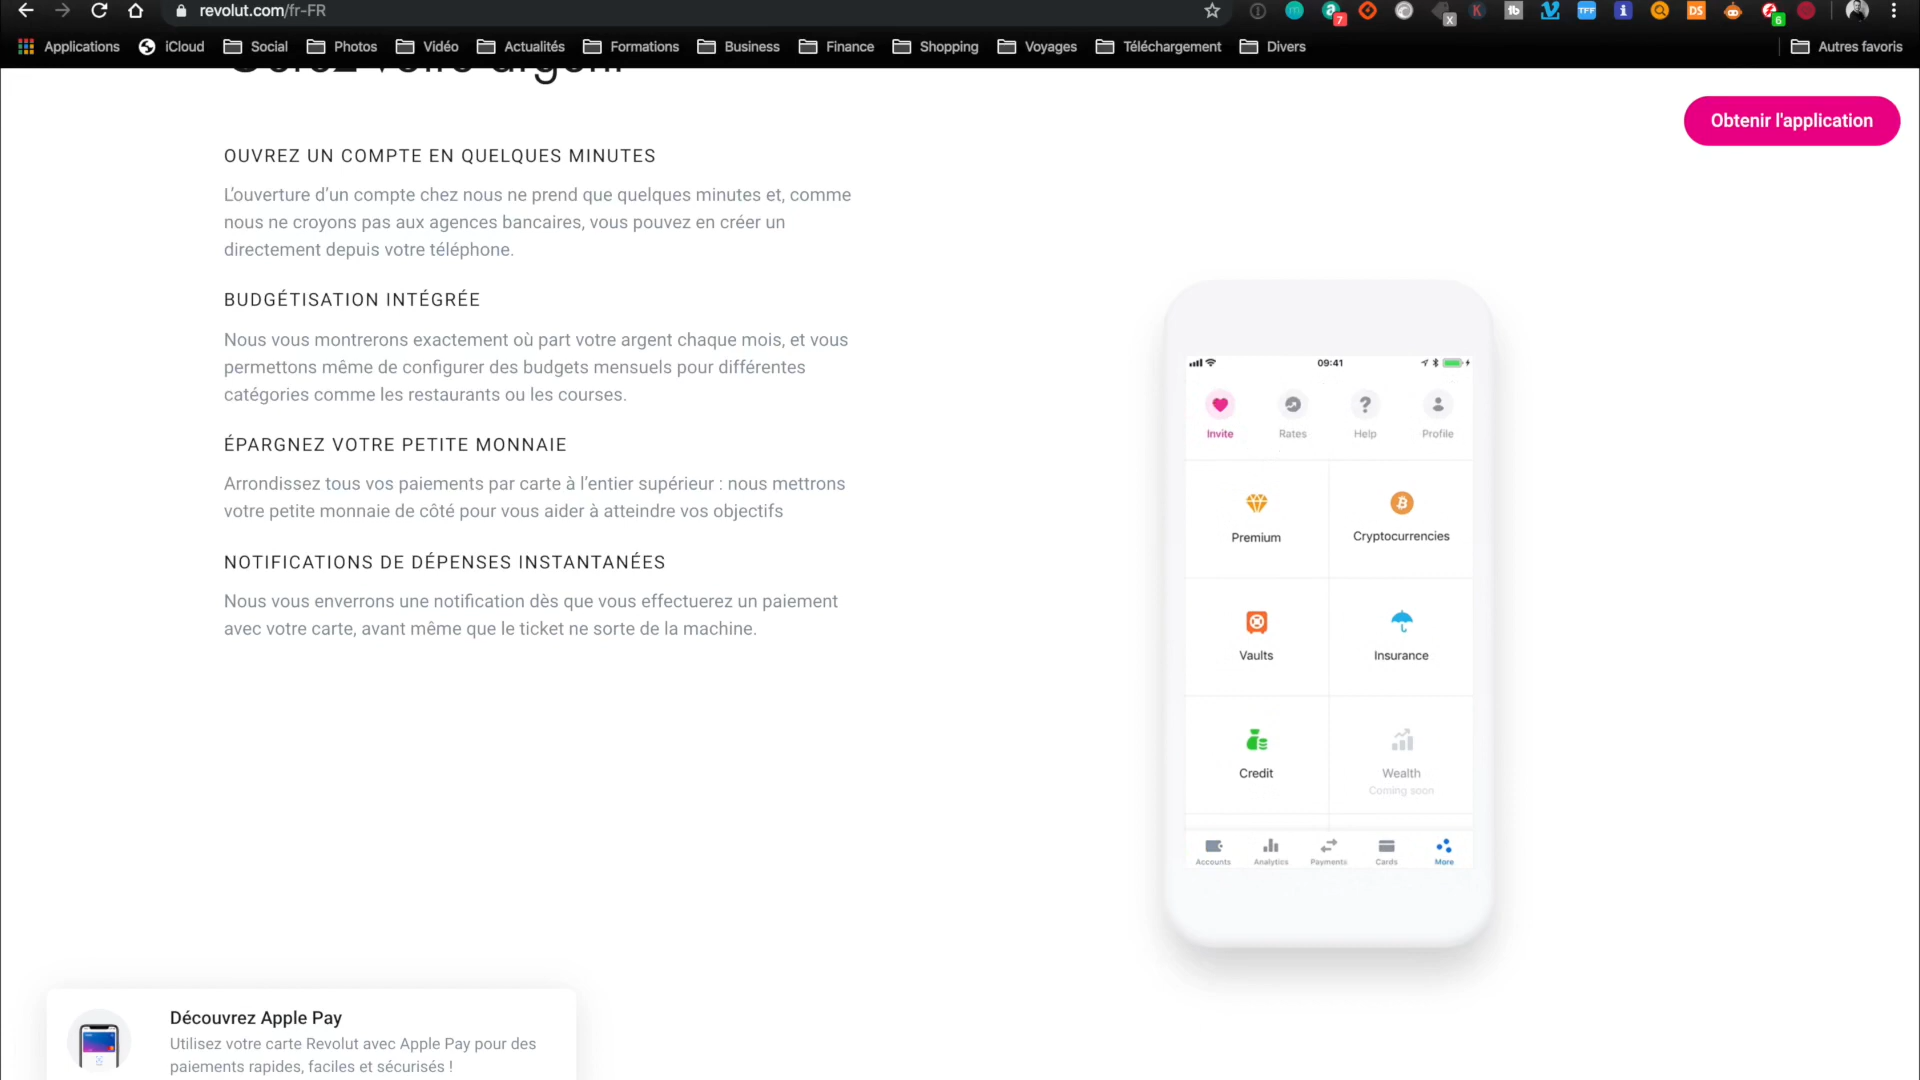 revolut.com/fr-FR
7
X
K
tb
TFF
i
DS
6
Applications
iCloud
Social
Photos
Vidéo
Actualités
Formations
Business
Finance
Shopping
Voyages
Téléchargement
Divers
Autres favoris
Gérez votre argent
Obtenir l'application
OUVREZ UN COMPTE EN QUELQUES MINUTES
L'ouverture d'un compte chez nous ne prend que quelques minutes et, comme
nous ne croyons pas aux agences bancaires, vous pouvez en créer un
directement depuis votre téléphone.
BUDGÉTISATION INTÉGRÉE
Nous vous montrerons exactement où part votre argent chaque mois, et vous
permettons même de configurer des budgets mensuels pour différentes
catégories comme les restaurants ou les courses.
ÉPARGNEZ VOTRE PETITE MONNAIE
Arrondissez tous vos paiements par carte à l'entier supérieur : nous mettrons
votre petite monnaie de côté pour vous aider à atteindre vos objectifs
NOTIFICATIONS DE DÉPENSES INSTANTANÉES
Nous vous enverrons une notification dès que vous effectuerez un paiement
avec votre carte, avant même que le ticket ne sorte de la machine.
09:41
Invite
Rates
Help
Profile
Premium
Cryptocurrencies
Vaults
Insurance
Credit
Wealth
Coming soon
Accounts
Analytics
Payments
Cards
More
Découvrez Apple Pay
Utilisez votre carte Revolut avec Apple Pay pour des
paiements rapides, faciles et sécurisés !